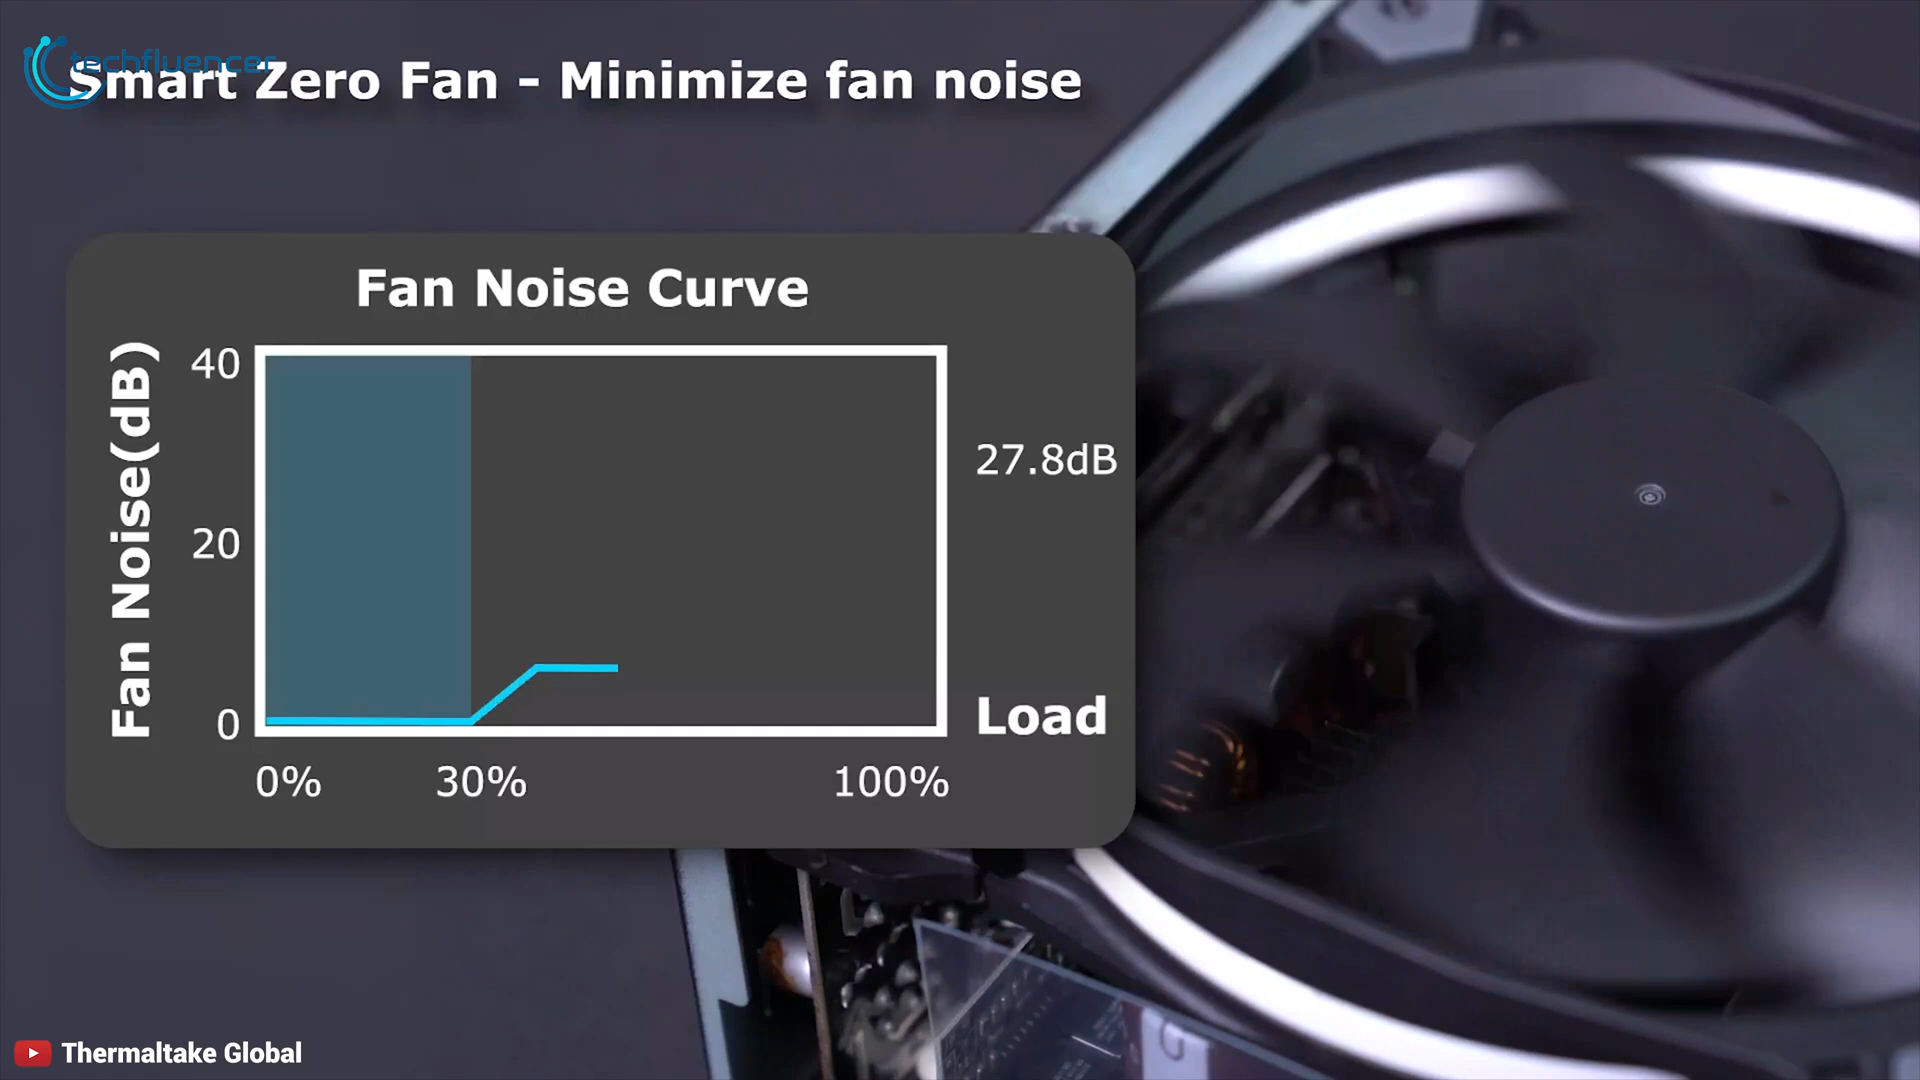 techfluencer
Smart Zero Fan - Minimize fan noise
Fan Noise Curve
Fan Noise(dB)
40
20
0
27.8dB
Load
0% 30% 100%
G
Thermaltake Global